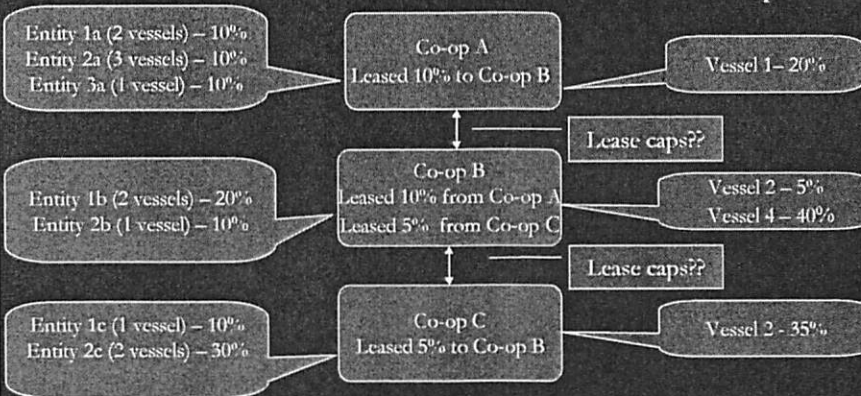 Entity 1a (2 vessels) – 10%
Entity 2a (3 vessels) – 10%
Entity 3a (1 vessel) – 10%
Co-op A
Leased 10% to Co-op B
Vessel 1– 20%
Lease caps??
Entity 1b (2 vessels) – 20%
Entity 2b (1 vessel) – 10%
Co-op B
Leased 10% from Co-op A
Leased 5% from Co-op C
Vessel 2 – 5%
Vessel 4 – 40%
Lease caps??
Entity 1c (1 vessel) – 10%
Entity 2c (2 vessels) – 30%
Co-op C
Leased 5% to Co-op B
Vessel 2 - 35%